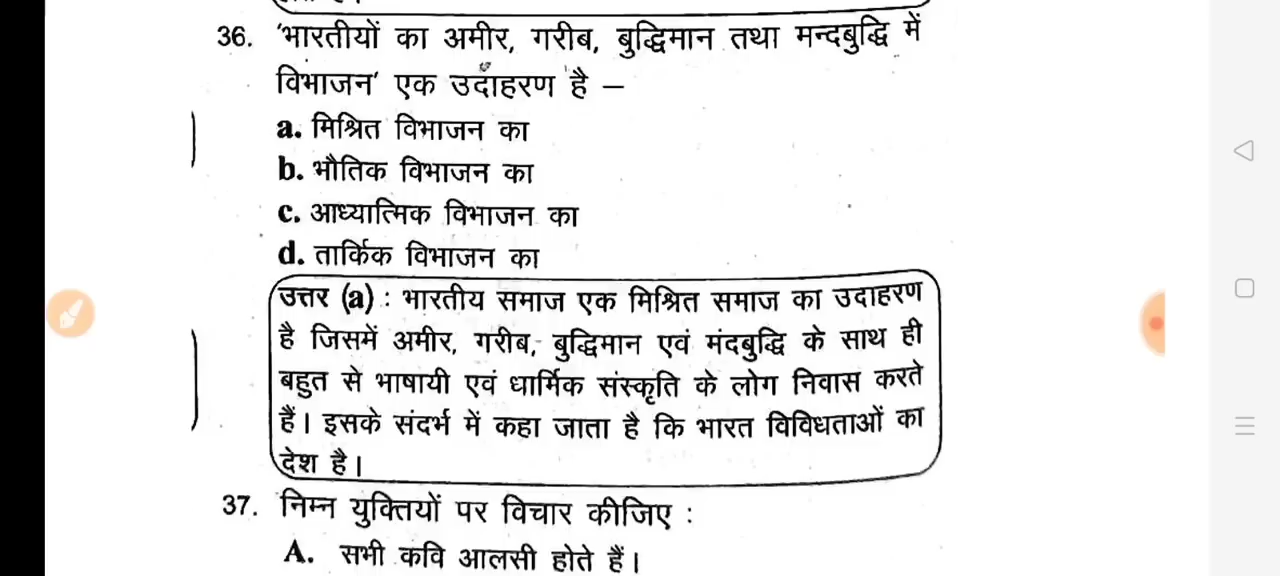 36. 'भारतीयों का अमीर, गरीब, बुद्धिमान तथा मन्दबुद्धि में
विभाजन' एक उदाहरण है –
a. मिश्रित विभाजन का
b. भौतिक विभाजन का
c. आध्यात्मिक विभाजन का
d. तार्किक विभाजन का
उत्तर (a) : भारतीय समाज एक मिश्रित समाज का उदाहरण
है जिसमें अमीर, गरीब, बुद्धिमान एवं मंदबुद्धि के साथ ही
बहुत से भाषायी एवं धार्मिक संस्कृति के लोग निवास करते
हैं। इसके संदर्भ में कहा जाता है कि भारत विविधताओं का
देश है।
37. निम्न युक्तियों पर विचार कीजिए :
A. सभी कवि आलसी होते हैं।